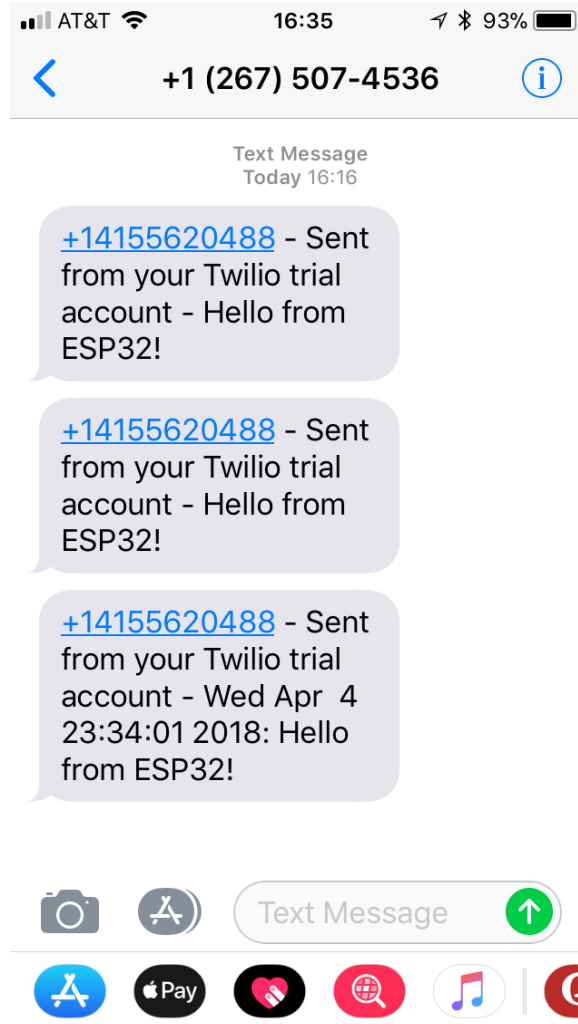 AT&T 16:35 93%
+1 (267) 507-4536
Text Message
Today 16:16
+14155620488 - Sent
from your Twilio trial
account - Hello from
ESP32!
+14155620488 - Sent
from your Twilio trial
account - Hello from
ESP32!
+14155620488 - Sent
from your Twilio trial
account - Wed Apr  4
23:34:01 2018: Hello
from ESP32!
Text Message
Pay